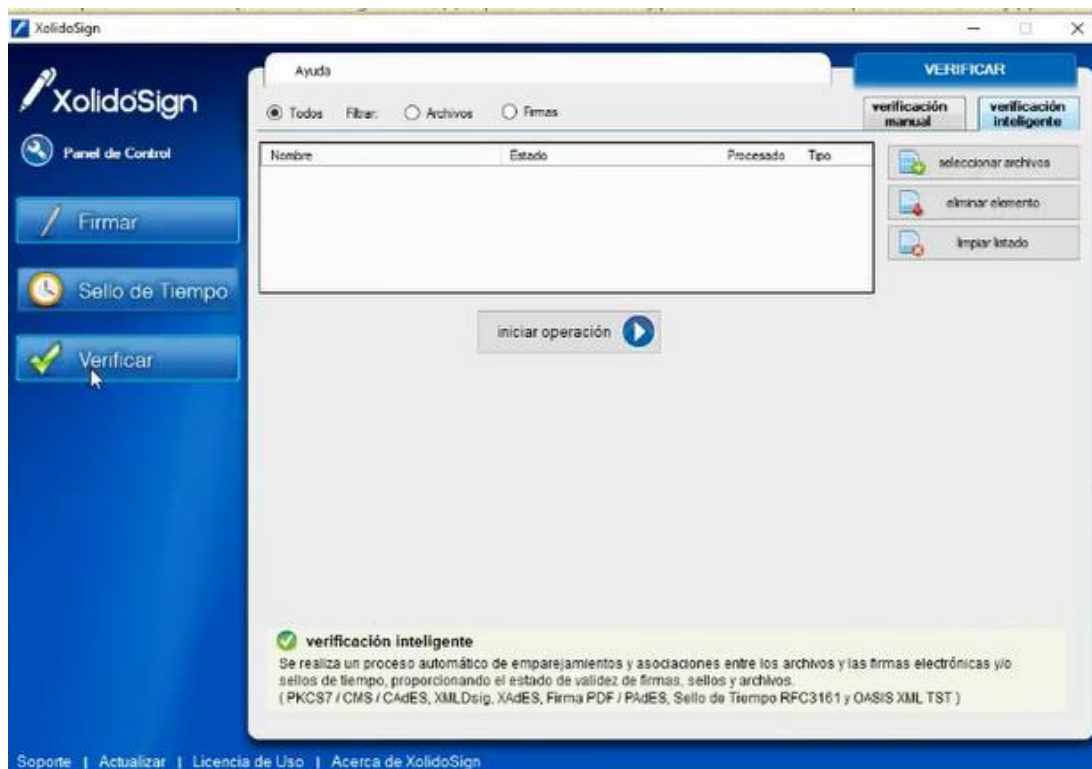 XolidoSign
XolidoSign
Panel de Control
Firmar
Sello de Tiempo
Verificar
Ayuda
VERIFICAR
Todos Filtrar: Archivos Firmas
verificación manual
verificación inteligente
Nombre Estado Procesado Tipo
seleccionar archivos
eliminar elemento
limpiar listado
iniciar operación
verificación inteligente
Se realiza un proceso automático de emparejamientos y asociaciones entre los archivos y las firmas electrónicas y/o
sellos de tiempo, proporcionando el estado de validez de firmas, sellos y archivos.
( PKCS7 / CMS / CAdES, XMLDsig, XAdES, Firma PDF / PAdES, Sello de Tiempo RFC3161 y OASIS XML TST )
Soporte | Actualizar | Licencia de Uso | Acerca de XolidoSign